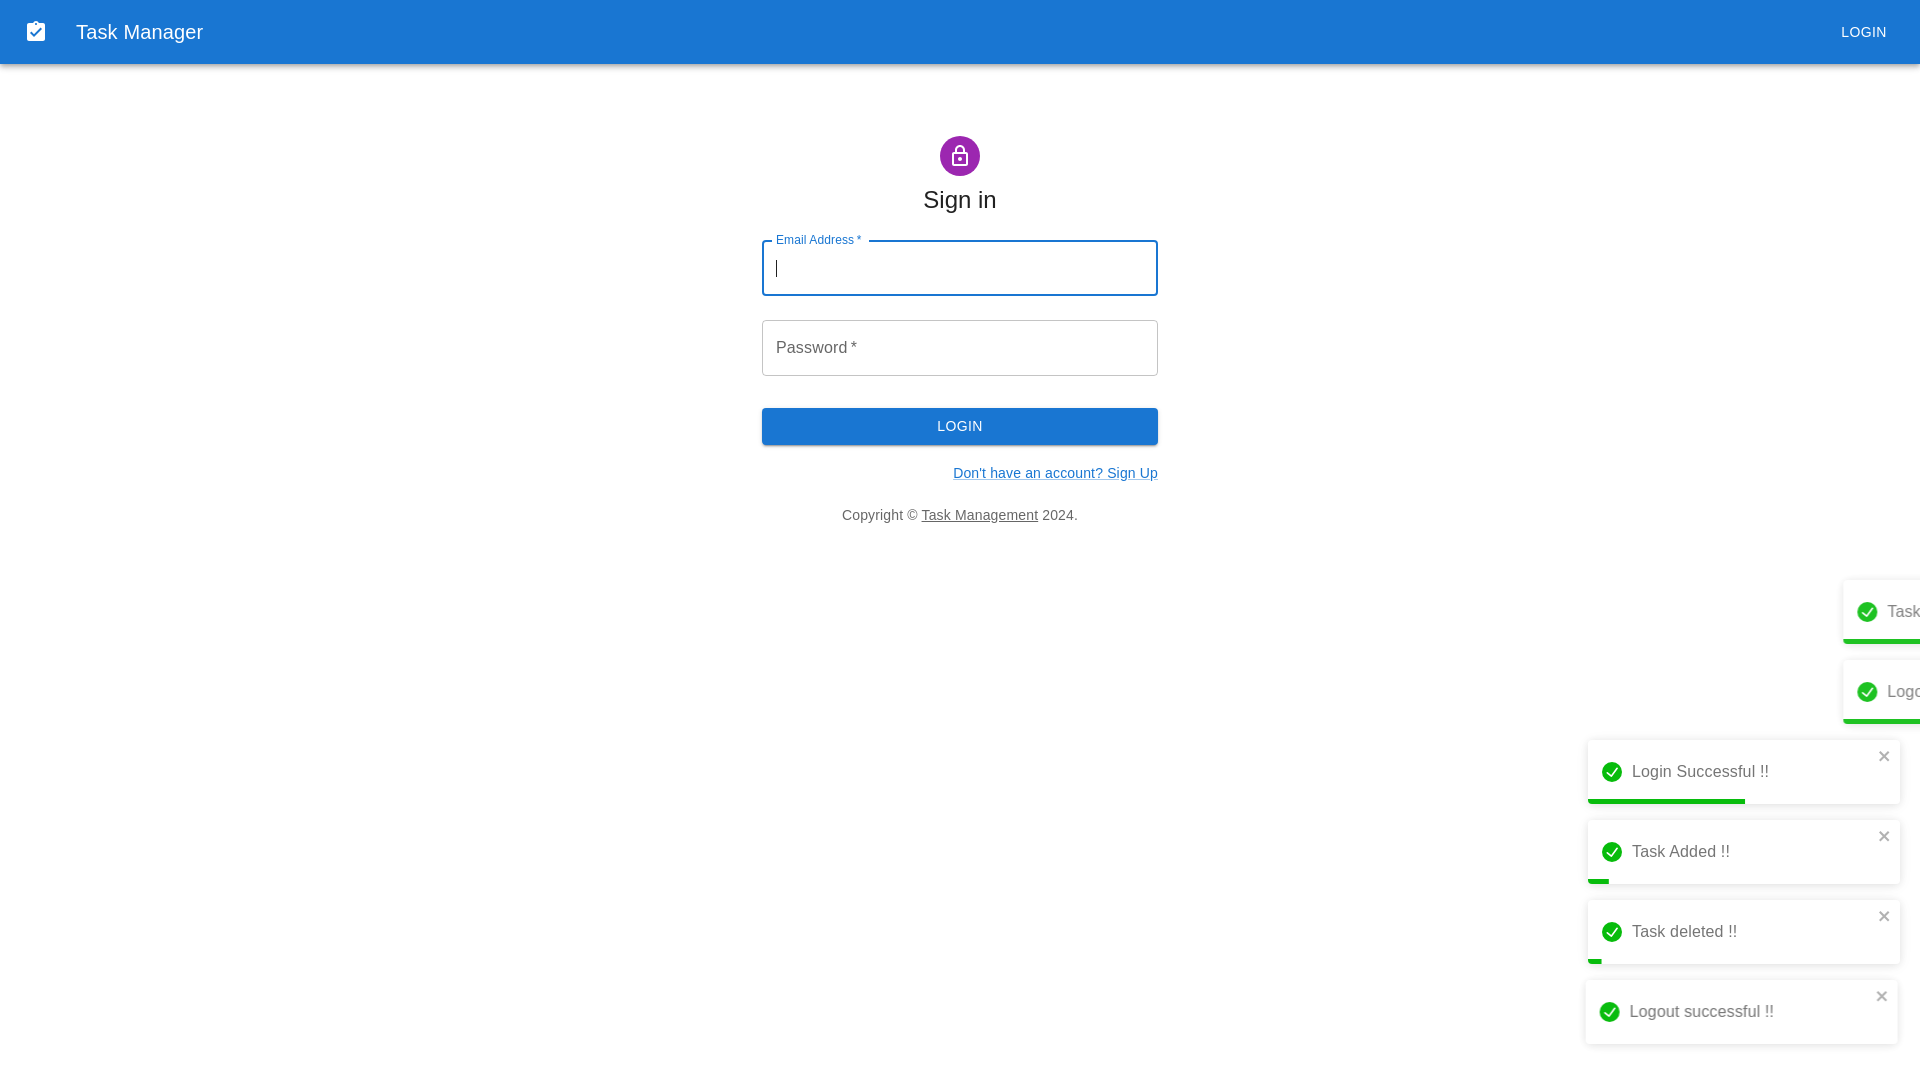 Task Manager
LOGIN
Sign in
Email Address *
Password *
LOGIN
Don't have an account? Sign Up
Copyright © Task Management 2024.
Task
Logo
Login Successful !!
Task Added !!
Task deleted !!
Logout successful !!